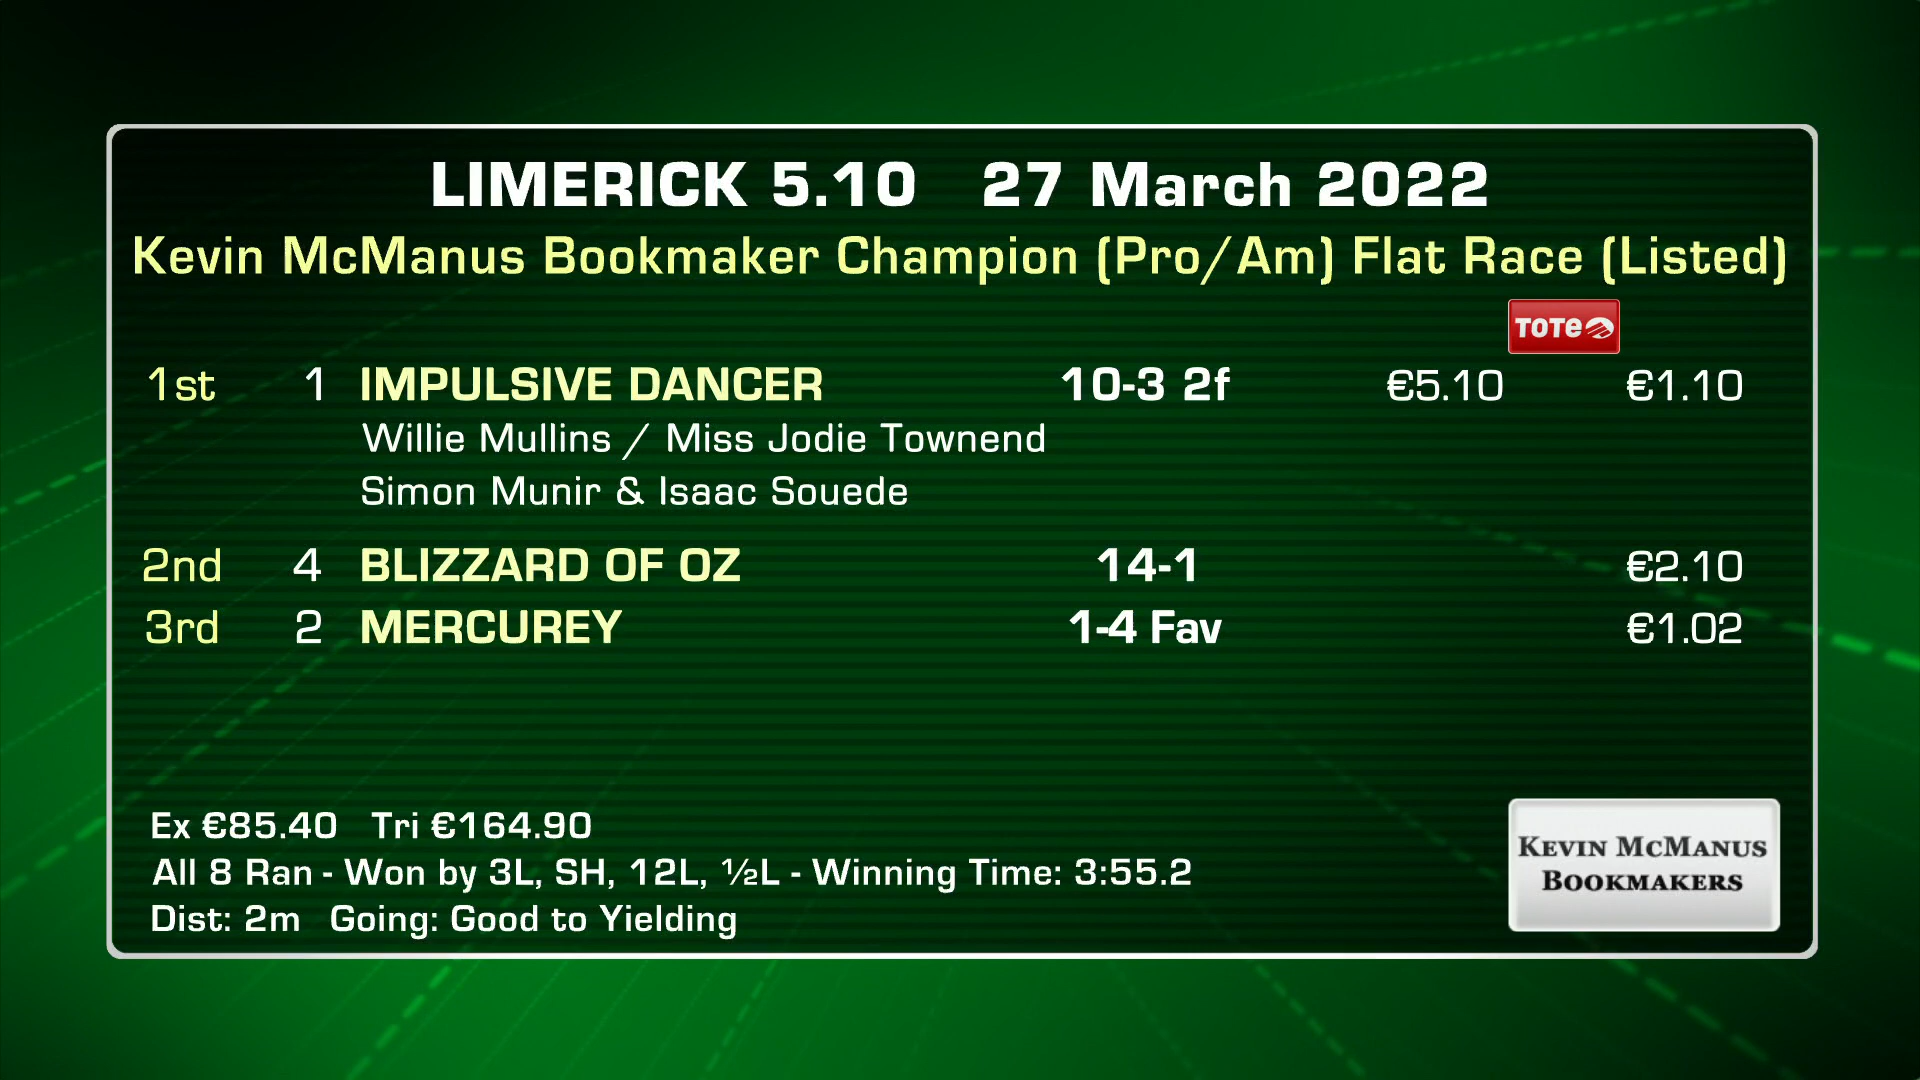 LIMERICK 5.10 27 March 2022
Kevin McManus Bookmaker Champion (Pro/Am) Flat Race (Listed)
TOTE
1st 1 IMPULSIVE DANCER 10-3 2f €5.10 €1.10
Willie Mullins / Miss Jodie Townend
Simon Munir & Isaac Souede
2nd 4 BLIZZARD OF OZ 14-1 €2.10
3rd 2 MERCUREY 1-4 Fav €1.02
Ex €85.40 Tri €164.90
All 8 Ran - Won by 3L, SH, 12L, ½L - Winning Time: 3:55.2
Dist: 2m Going: Good to Yielding
KEVIN MCMANUS
BOOKMAKERS